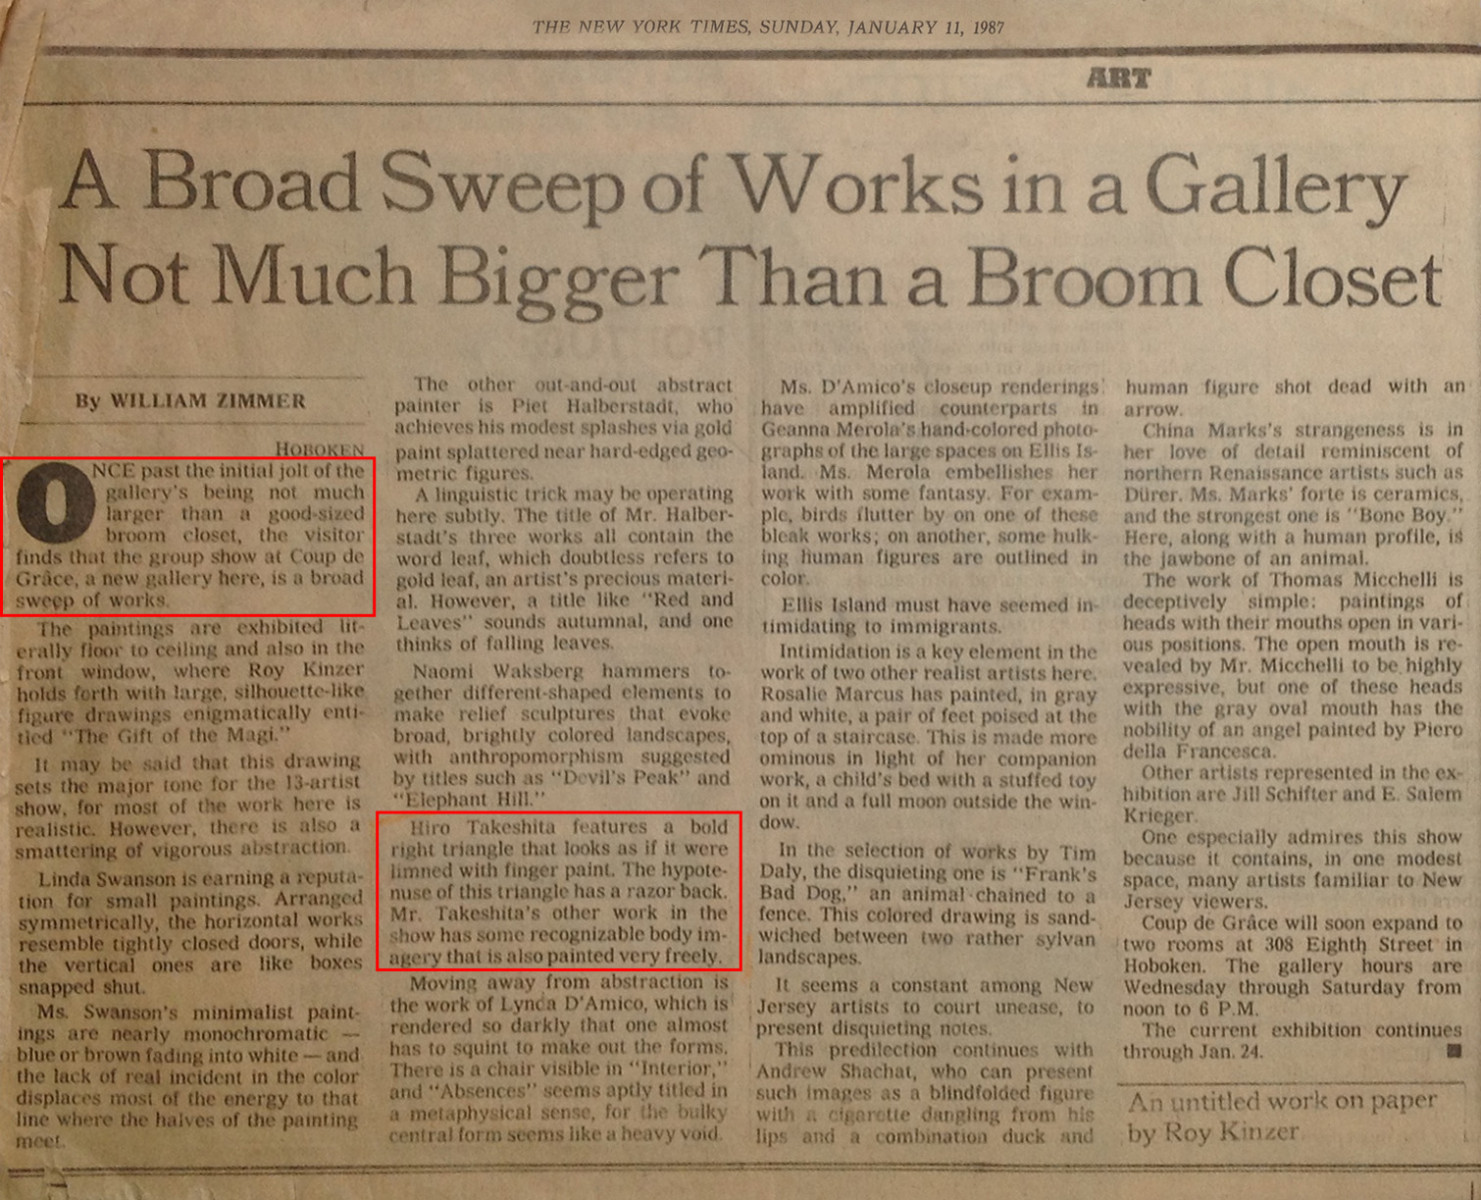 THE NEW YORK TIMES, SUNDAY, JANUARY 11, 1987
ART
A Broad Sweep of Works in a Gallery
Not Much Bigger Than a Broom Closet
By WILLIAM ZIMMER
HOBOKEN
ONCE past the initial jolt of the
gallery's being not much
larger than a good-sized
broom closet, the visitor
finds that the group show at Coup de
Grâce, a new gallery here, is a broad
sweep of works.
The paintings are exhibited lit-
erally floor to ceiling and also in the
front window, where Roy Kinzer
holds forth with large, silhouette-like
figure drawings enigmatically enti-
tled "The Gift of the Magi."
It may be said that this drawing
sets the major tone for the 13-artist
show, for most of the work here is
realistic. However, there is also a
smattering of vigorous abstraction.
Linda Swanson is earning a reputa-
tion for small paintings. Arranged
symmetrically, the horizontal works
resemble tightly closed doors, while
the vertical ones are like boxes
snapped shut.
Ms. Swanson's minimalist paint-
ings are nearly monochromatic —
blue or brown fading into white — and
the lack of real incident in the color
displaces most of the energy to that
line where the halves of the painting
meet.
The other out-and-out abstract
painter is Piet Halberstadt, who
achieves his modest splashes via gold
paint splattered near hard-edged geo-
metric figures.
A linguistic trick may be operating
here subtly. The title of Mr. Halber-
stadt's three works all contain the
word leaf, which doubtless refers to
gold leaf, an artist's precious materi-
al. However, a title like "Red and
Leaves" sounds autumnal, and one
thinks of falling leaves.
Naomi Waksberg hammers to-
gether different-shaped elements to
make relief sculptures that evoke
broad, brightly colored landscapes,
with anthropomorphism suggested
by titles such as "Devil's Peak" and
"Elephant Hill."
Hiro Takeshita features a bold
right triangle that looks as if it were
limned with finger paint. The hypote-
nuse of this triangle has a razor back.
Mr. Takeshita's other work in the
show has some recognizable body im-
agery that is also painted very freely.
Moving away from abstraction is
the work of Lynca D'Amico, which is
rendered so darkly that one almost
has to squint to make out the forms.
There is a chair visible in "Interior,"
and "Absences" seems aptly titled in
a metaphysical sense, for the bulky
central form seems like a heavy void.
Ms. D'Amico's closeup renderings
have amplified counterparts in
Geanna Merola's hand-colored photo-
graphs of the large spaces on Ellis Is-
land. Ms. Merola embellishes her
work with some fantasy. For exam-
ple, birds flutter by on one of these
bleak works; on another, some hulk-
ing human figures are outlined in
color.
Ellis Island must have seemed in-
timidating to immigrants.
Intimidation is a key element in the
work of two other realist artists here.
Rosalie Marcus has painted, in gray
and white, a pair of feet poised at the
top of a staircase. This is made more
ominous in light of her companion
work, a child's bed with a stuffed toy
on it and a full moon outside the win-
dow.
In the selection of works by Tim
Daly, the disquieting one is "Frank's
Bad Dog," an animal chained to a
fence. This colored drawing is sand-
wiched between two rather sylvan
landscapes.
It seems a constant among New
Jersey artists to court unease, to
present disquieting notes.
This predilection continues with
Andrew Shachat, who can present
such images as a blindfolded figure
with a cigarette dangling from his
lips and a combination duck and
human figure shot dead with an
arrow.
China Marks's strangeness is in
her love of detail reminiscent of
northern Renaissance artists such as
Dürer. Ms. Marks' forte is ceramics,
and the strongest one is "Bone Boy."
Here, along with a human profile, is
the jawbone of an animal.
The work of Thomas Micchelli is
deceptively simple: paintings of
heads with their mouths open in vari-
ous positions. The open mouth is re-
vealed by Mr. Micchelli to be highly
expressive, but one of these heads
with the gray oval mouth has the
nobility of an angel painted by Piero
della Francesca.
Other artists represented in the ex-
hibition are Jill Schifter and E. Salem
Krieger.
One especially admires this show
because it contains, in one modest
space, many artists familiar to New
Jersey viewers.
Coup de Grâce will soon expand to
two rooms at 308 Eighth Street in
Hoboken. The gallery hours are
Wednesday through Saturday from
noon to 6 P.M.
The current exhibition continues
through Jan. 24.
An untitled work on paper
by Roy Kinzer